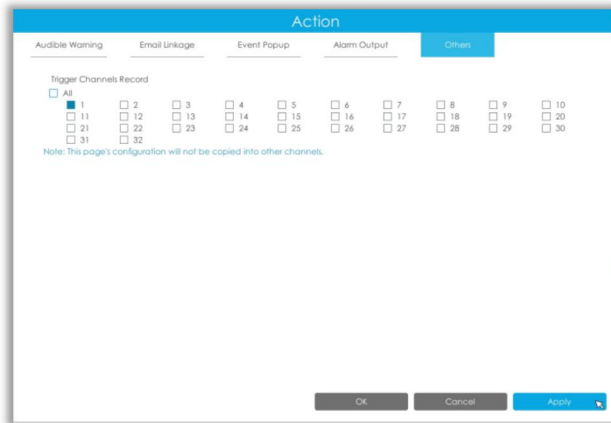 Action
Audible Warning Email Linkage Event Popup Alarm Output Others
Trigger Channels Record
All
1 2 3 4 5 6 7 8 9 10
11 12 13 14 15 16 17 18 19 20
21 22 23 24 25 26 27 28 29 30
31 32
Note: This page's configuration will not be copied into other channels.
OK Cancel Apply